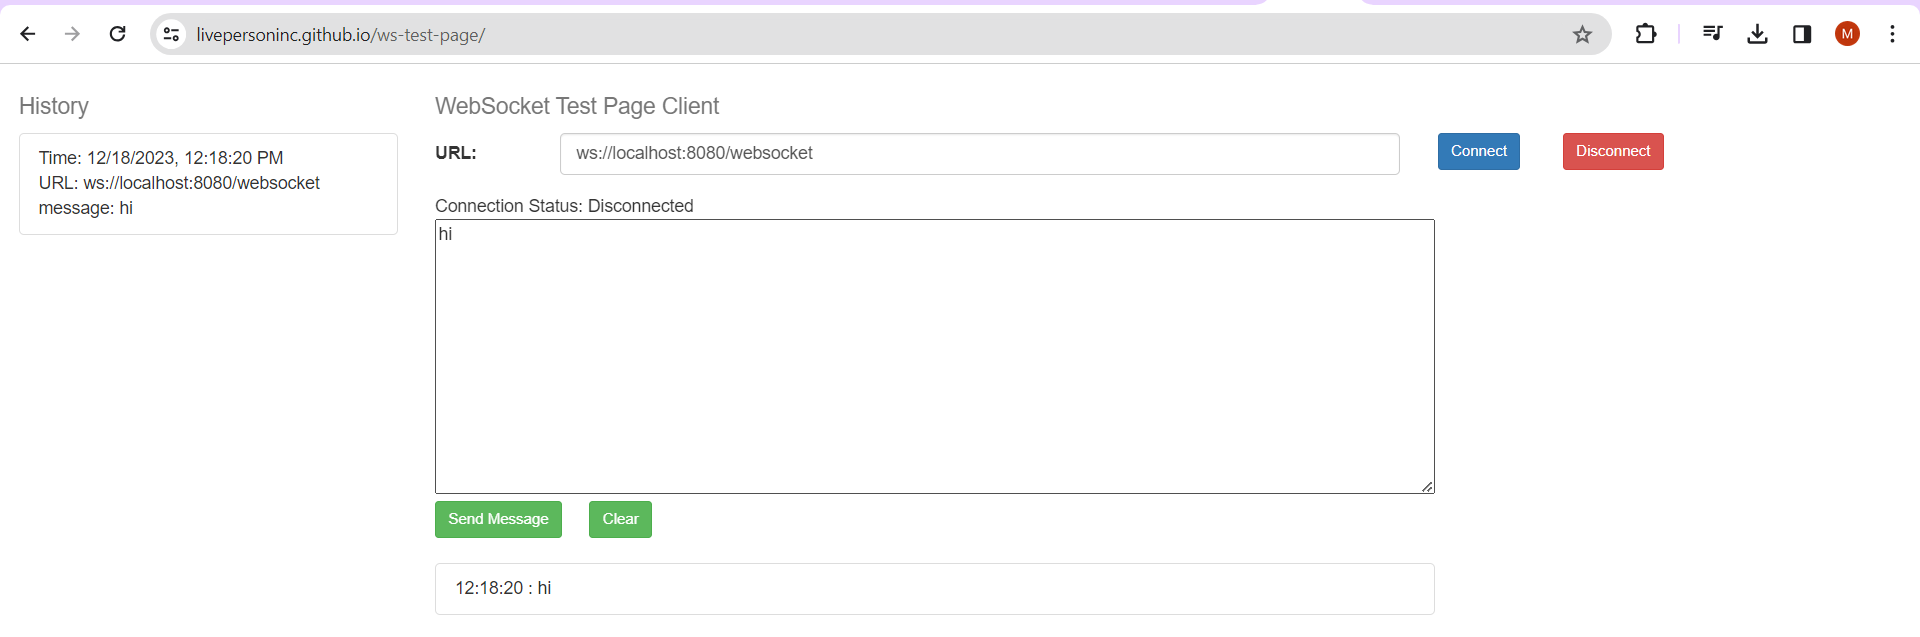 livepersoninc.github.io/ws-test-page/
M
History
Time: 12/18/2023, 12:18:20 PM
URL: ws://localhost:8080/websocket
message: hi
WebSocket Test Page Client
URL:
ws://localhost:8080/websocket
Connect
Disconnect
Connection Status: Disconnected
hi
Send Message
Clear
12:18:20 : hi